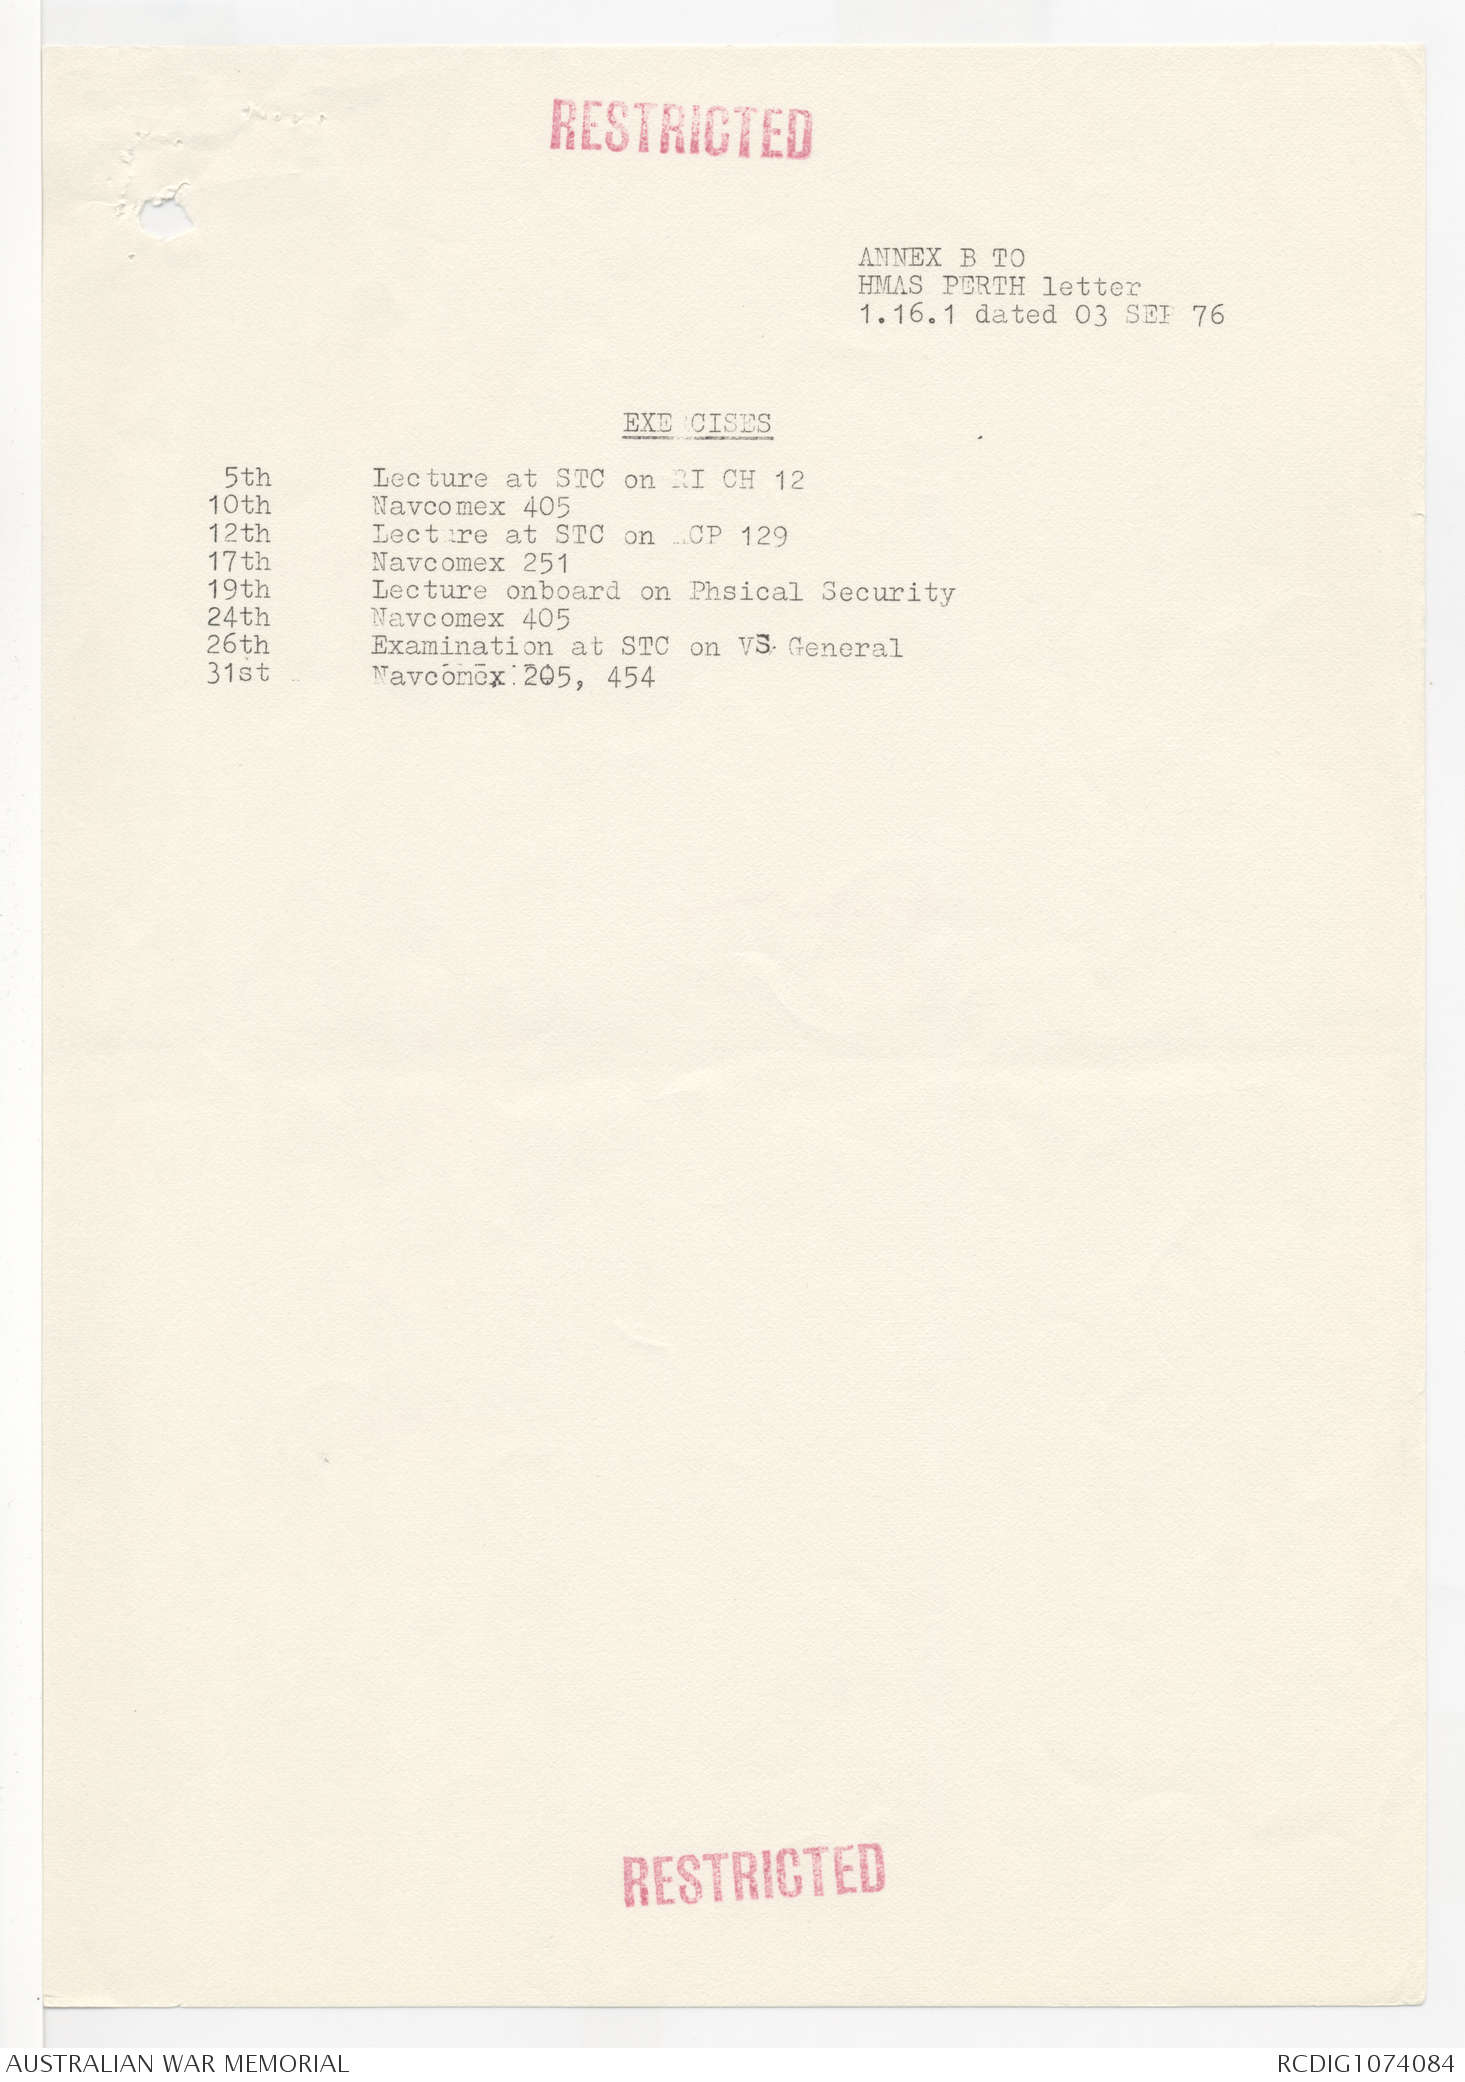 RESTRICTED
ANNEX B TO
HMAS PERTH letter
1.16.1 dated 03 SEP 76
EXERCISES
5th Lecture at STC on RI CH 12
10th Navcomex 405
12th Lecture at STC on ACP 129
17th Navcomex 251
19th Lecture onboard on Phsical Security
24th Navcomex 405
26th Examination at STC on VS General
31st Navcomex 205, 454
RESTRICTED
AUSTRALIAN WAR MEMORIAL
RCDIG1074084